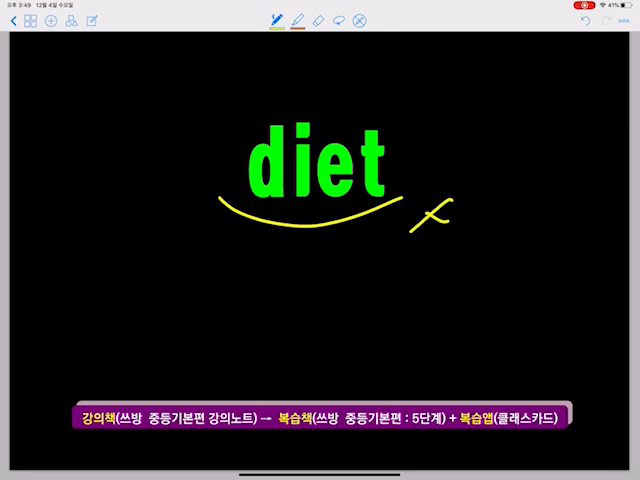 오후 3:49 12월 4일 수요일
41%
diet
강의책(쓰방 중등기본편 강의노트) → 복습책(쓰방 중등기본편 : 5단계) + 복습앱(클래스카드)